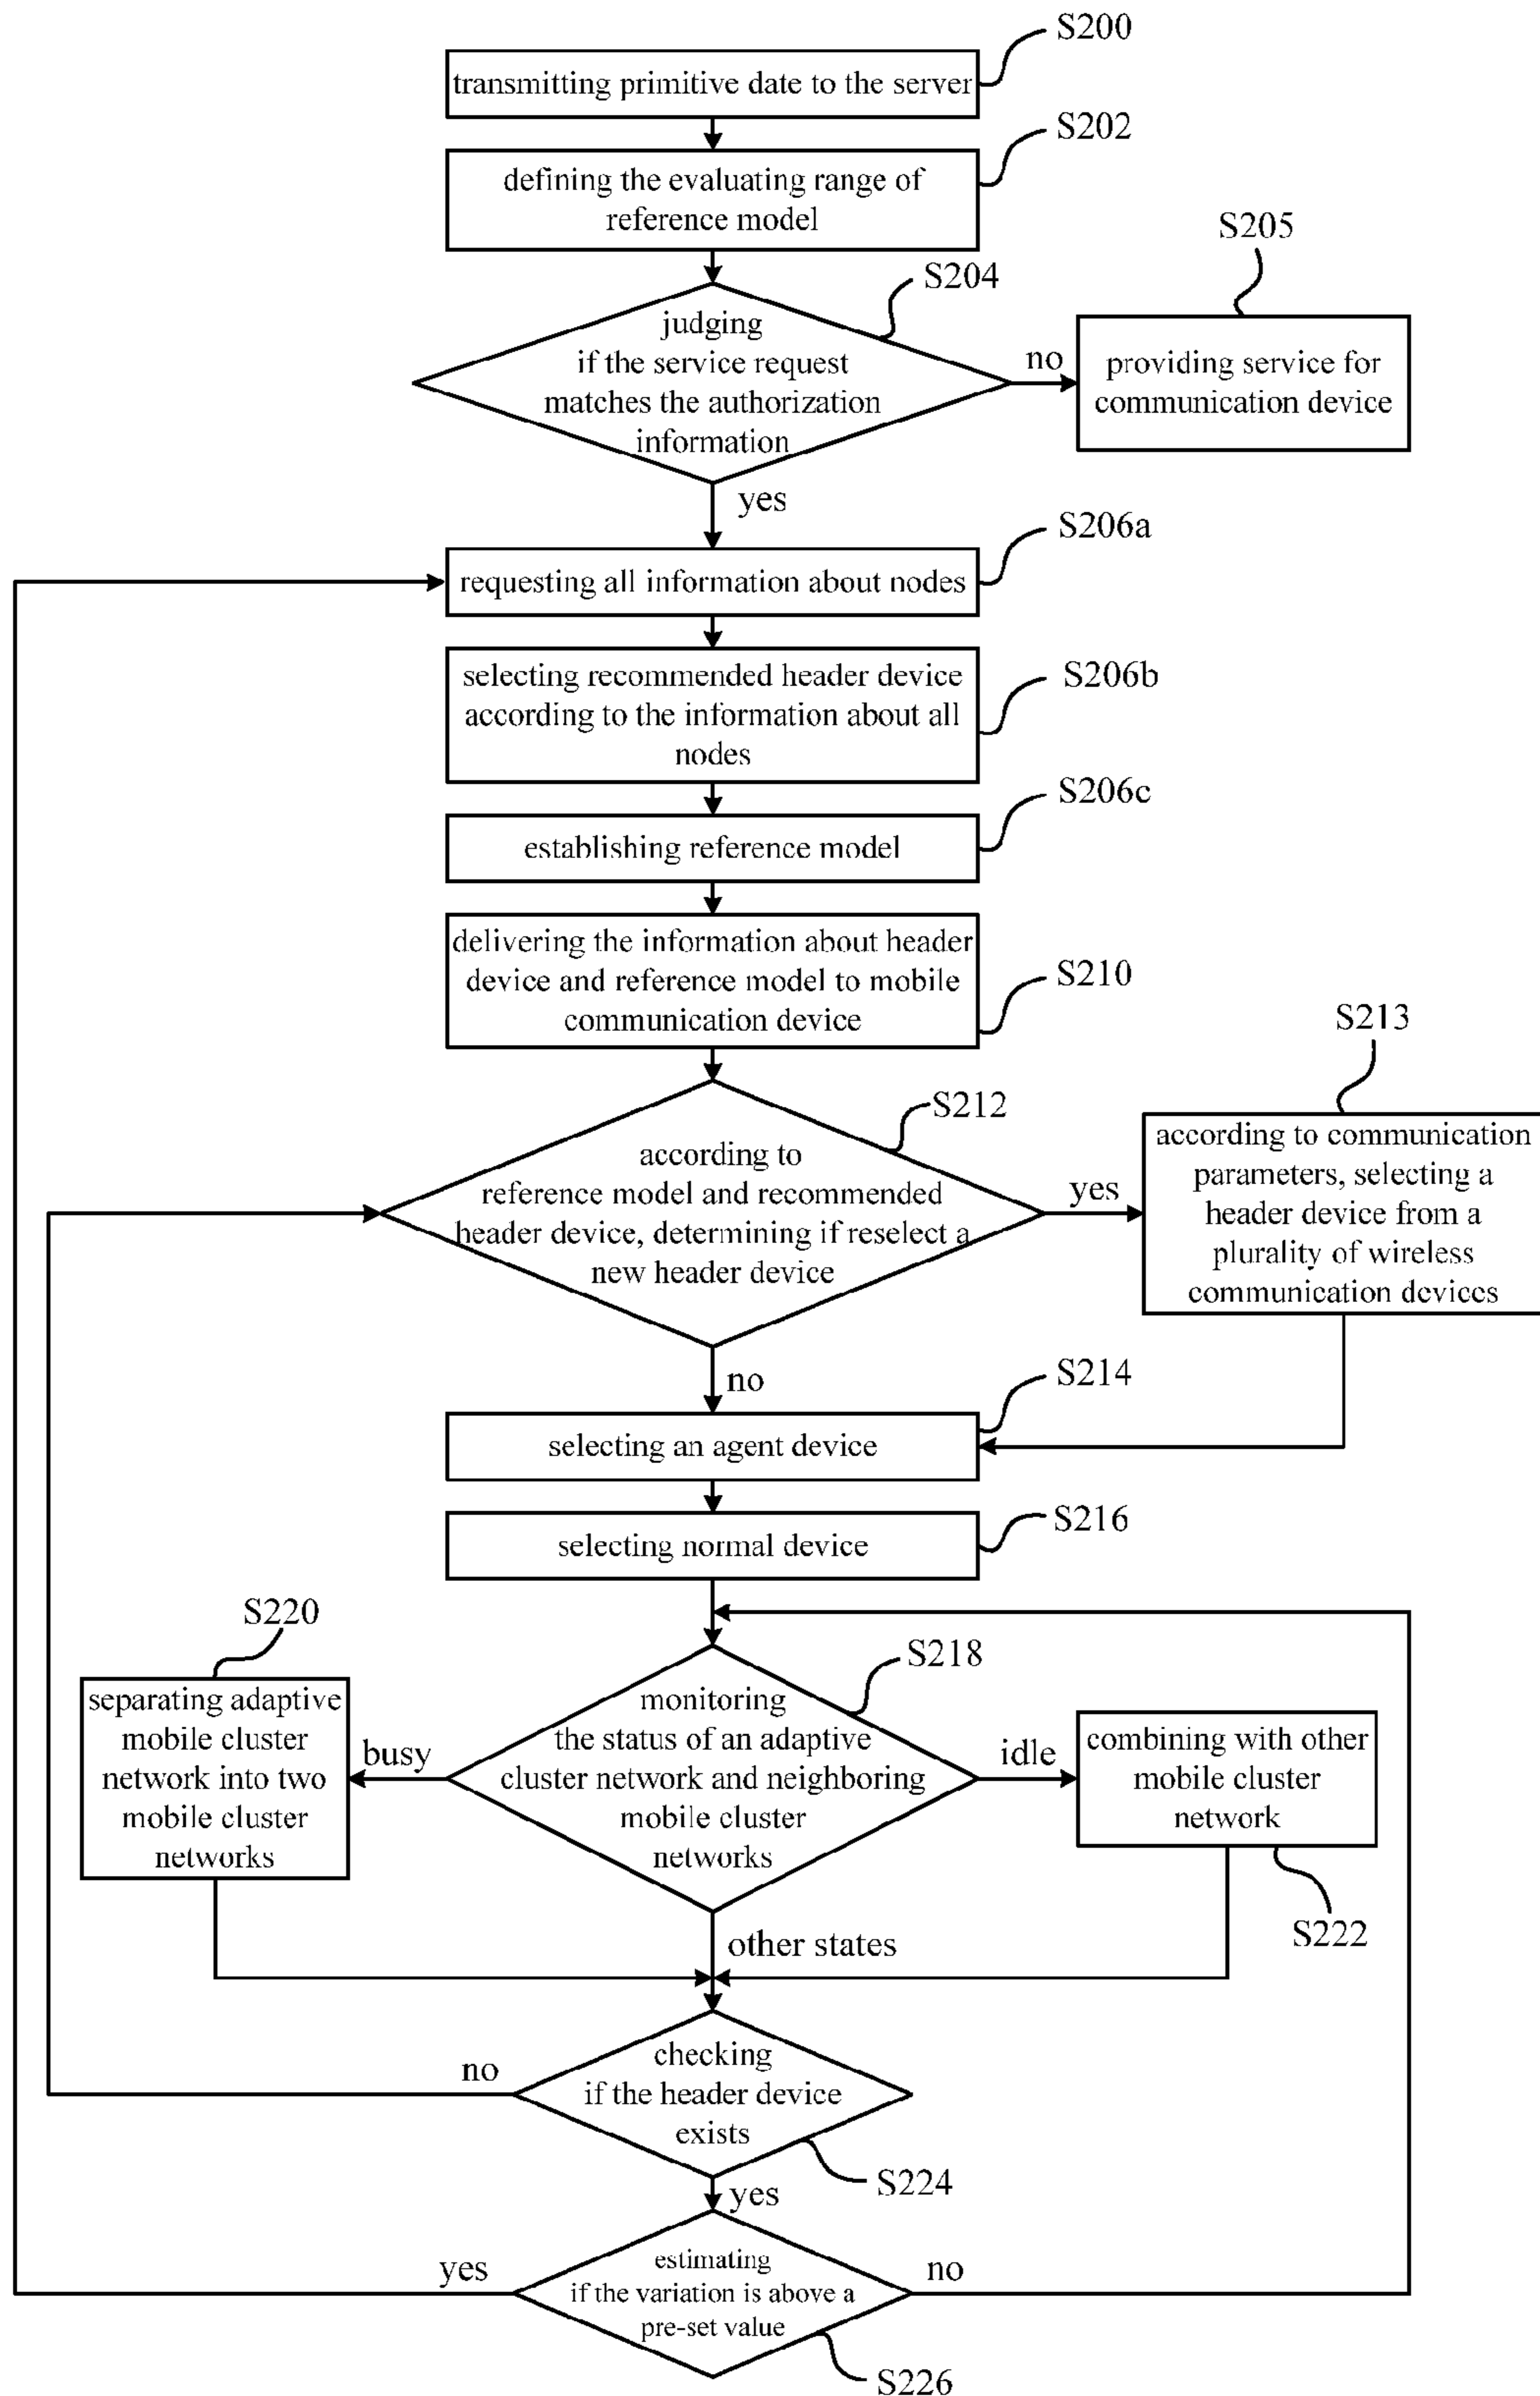 S200
transmitting primitive date to the server
S202
defining the evaluating range of
reference model
S205
S204
judging
if the service request
matches the authorization
information
no
providing service for
communication device
yes
S206a
requesting all information about nodes
S206b
selecting recommended header device
according to the information about all
nodes
S206c
establishing reference model
delivering the information about header
device and reference model to mobile
communication device
S210
S213
S212
according to
reference model and recommended
header device, determining if reselect a
new header device
yes
according to communication
parameters, selecting a
header device from a
plurality of wireless
communication devices
no
S214
selecting an agent device
S216
selecting normal device
S220
S218
separating adaptive
mobile cluster
network into two
mobile cluster
networks
busy
monitoring
the status of an adaptive
cluster network and neighboring
mobile cluster
networks
idle
combining with other
mobile cluster
network
S222
other states
no
checking
if the header device
exists
S224
yes
yes
estimating
if the variation is above a
pre-set value
no
S226